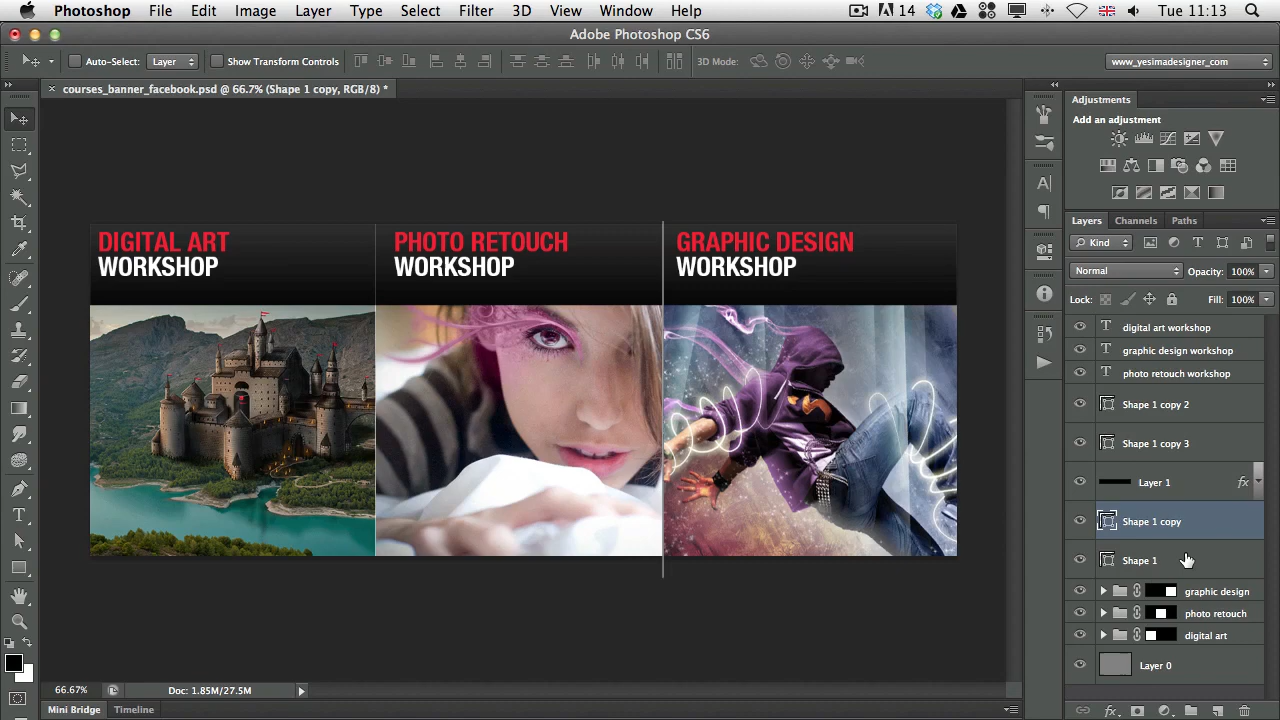 Photoshop File Edit Image Layer Type Select Filter 3D View Window Help 14 Tue 11:13
Adobe Photoshop CS6
Auto-Select: Layer Show Transform Controls 3D Mode: www_yesimadesigner_com
× courses_banner_facebook.psd @ 66.7% (Shape 1 copy, RGB/8) *
Adjustments
Add an adjustment
Layers Channels Paths
Kind
Normal Opacity: 100%
Lock: Fill: 100%
digital art workshop
graphic design workshop
photo retouch workshop
Shape 1 copy 2
Shape 1 copy 3
Layer 1 fx
Shape 1 copy
Shape 1
graphic design
photo retouch
digital art
Layer 0
DIGITAL ART
WORKSHOP
PHOTO RETOUCH
WORKSHOP
GRAPHIC DESIGN
WORKSHOP
66.67% Doc: 1.85M/27.5M
Mini Bridge Timeline
fx